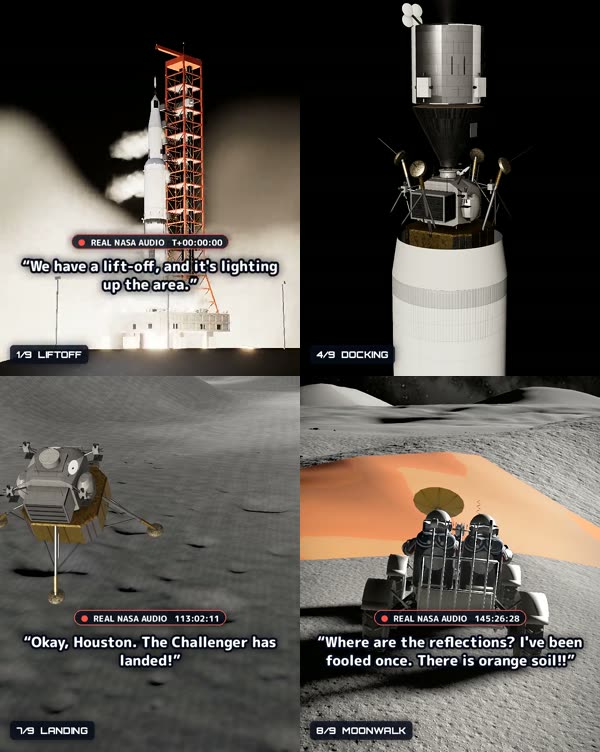 REAL NASA AUDIO T+00:00:00
“We have a lift-off, and it's lighting
up the area.”
1/9 LIFTOFF
4/9 DOCKING
REAL NASA AUDIO 113:02:11
“Okay, Houston. The Challenger has
landed!”
7/9 LANDING
REAL NASA AUDIO 145:26:28
“Where are the reflections? I've been
fooled once. There is orange soil!!”
8/9 MOONWALK